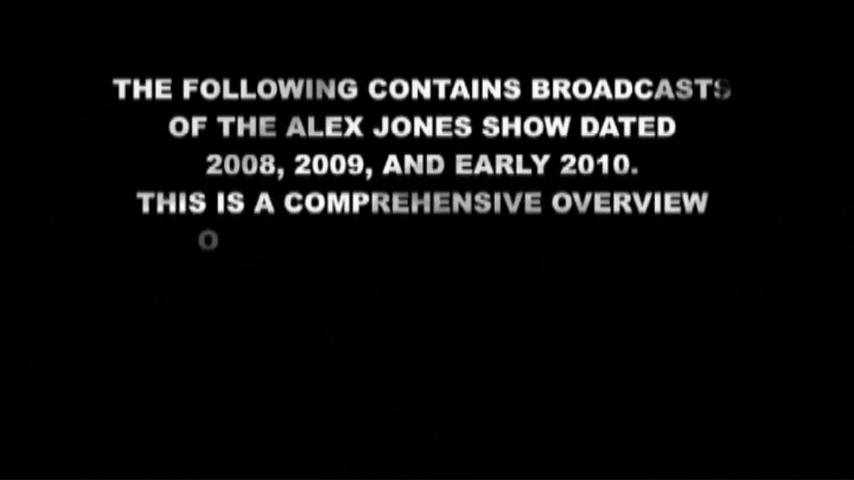 THE FOLLOWING CONTAINS BROADCASTS
OF THE ALEX JONES SHOW DATED
2008, 2009, AND EARLY 2010.
THIS IS A COMPREHENSIVE OVERVIEW
O